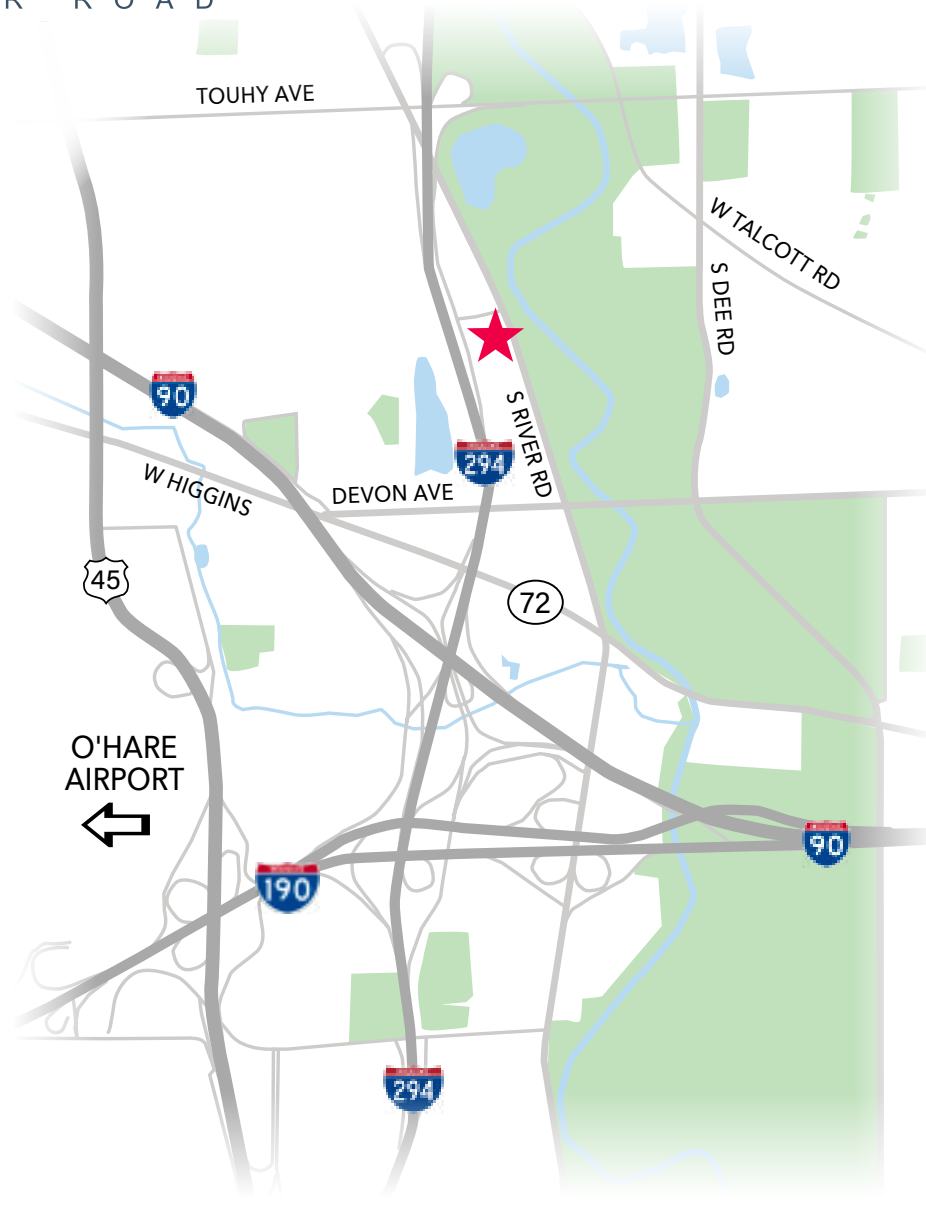 R ROAD
TOUHY AVE
W TALCOTT RD
S DEE RD
90
S RIVER RD
294
W HIGGINS
DEVON AVE
45
72
O'HARE
AIRPORT
90
190
294